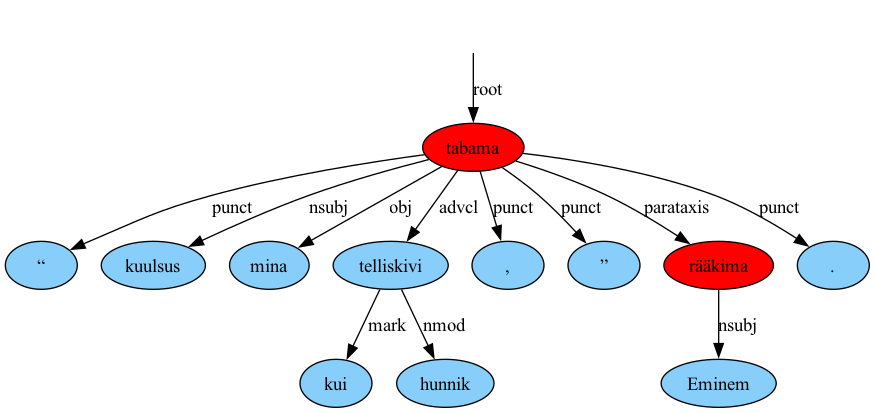 root
tabama
punct nsubj obj advcl punct punct parataxis punct
“ kuulsus mina telliskivi , ” rääkima .
mark nmod nsubj
kui hunnik Eminem